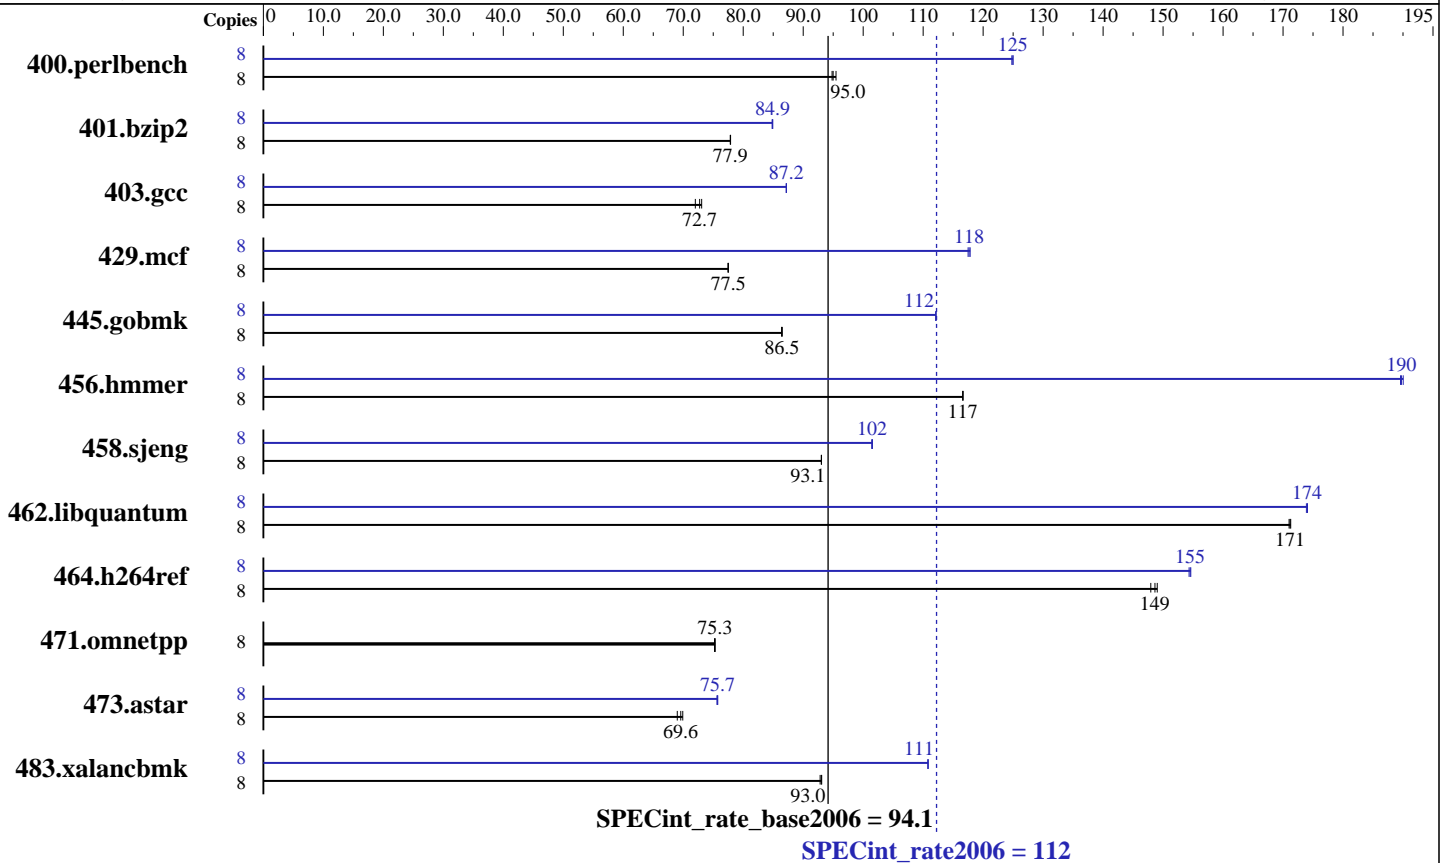 Copies 0 10.0 20.0 30.0 40.0 50.0 60.0 70.0 80.0 90.0 100 110 120 130 140 150 160 170 180 195
400.perlbench 8 125
8 95.0
401.bzip2 8 84.9
8 77.9
403.gcc 8 87.2
8 72.7
429.mcf 8 118
8 77.5
445.gobmk 8 112
8 86.5
456.hmmer 8 190
8 117
458.sjeng 8 102
8 93.1
462.libquantum 8 174
8 171
464.h264ref 8 155
8 149
471.omnetpp 8 75.3
473.astar 8 75.7
8 69.6
483.xalancbmk 8 111
8 93.0
SPECint_rate_base2006 = 94.1
SPECint_rate2006 = 112